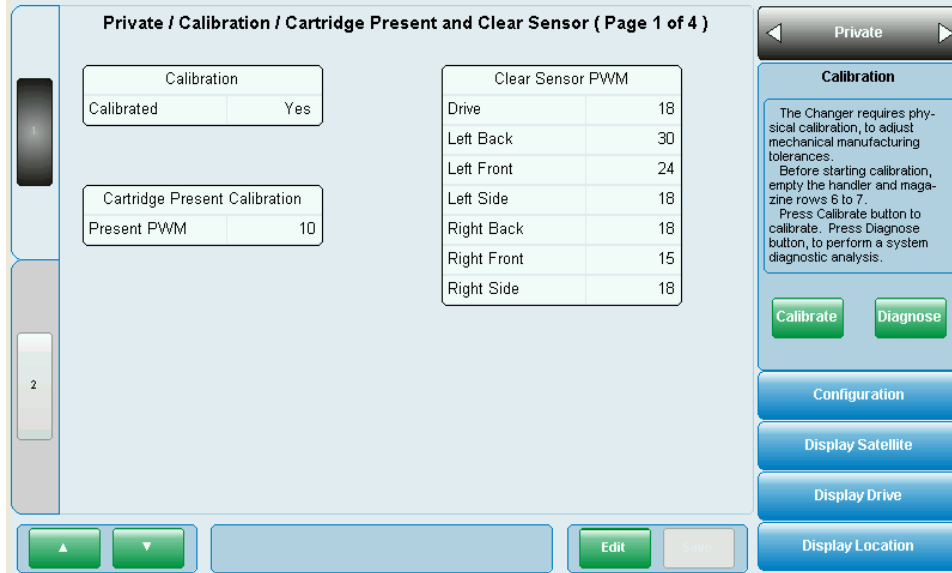 Private / Calibration / Cartridge Present and Clear Sensor ( Page 1 of 4 )
1
2
Calibration
Calibrated Yes
Cartridge Present Calibration
Present PWM 10
Clear Sensor PWM
Drive 18
Left Back 30
Left Front 24
Left Side 18
Right Back 18
Right Front 15
Right Side 18
Edit Save
Private
Calibration
The Changer requires phy-
sical calibration, to adjust
mechanical manufacturing
tolerances.
Before starting calibration,
empty the handler and maga-
zine rows 6 to 7.
Press Calibrate button to
calibrate. Press Diagnose
button, to perform a system
diagnostic analysis.
Calibrate Diagnose
Configuration
Display Satellite
Display Drive
Display Location